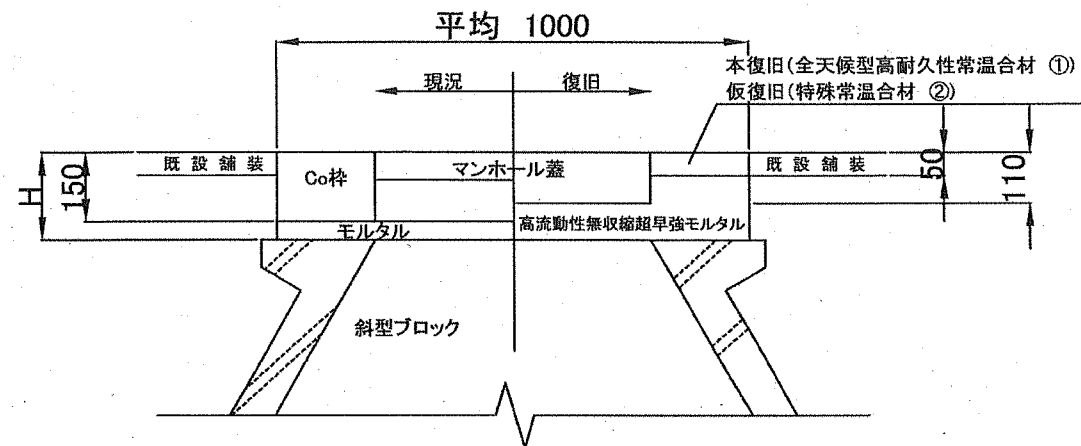 平均 1000
本復旧(全天候型高耐久性常温合材 ①)
仮復旧(特殊常温合材 ②)
現況
復旧
既設舗装
Co枠
マンホール蓋
既設舗装
H
150
50
110
モルタル
高流動性無収縮超早強モルタル
斜型ブロック